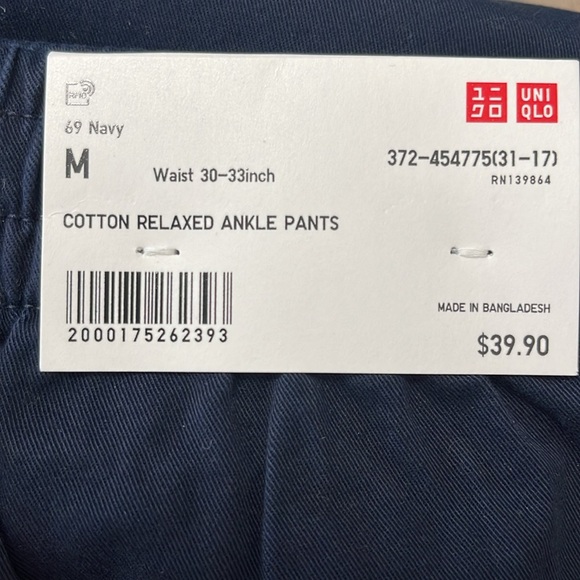 RFID
ユニ
クロ
UNI
QLO
69 Navy
M
Waist 30-33inch
372-454775(31-17)
RN139864
COTTON RELAXED ANKLE PANTS
2000175262393
MADE IN BANGLADESH
$39.90